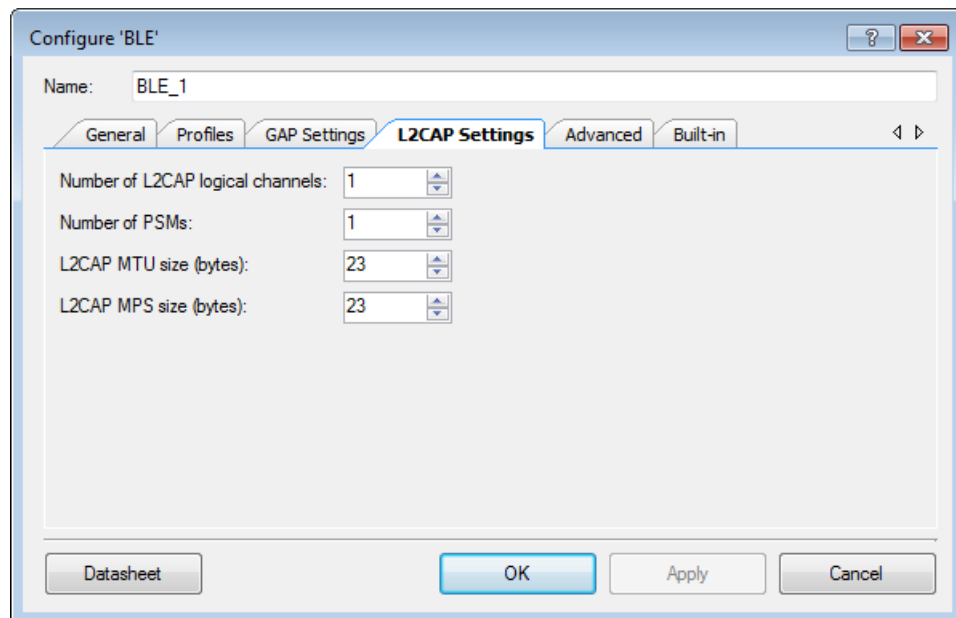 Configure 'BLE'
Name: BLE_1
General Profiles GAP Settings L2CAP Settings Advanced Built-in
Number of L2CAP logical channels: 1
Number of PSMs: 1
L2CAP MTU size (bytes): 23
L2CAP MPS size (bytes): 23
Datasheet OK Apply Cancel